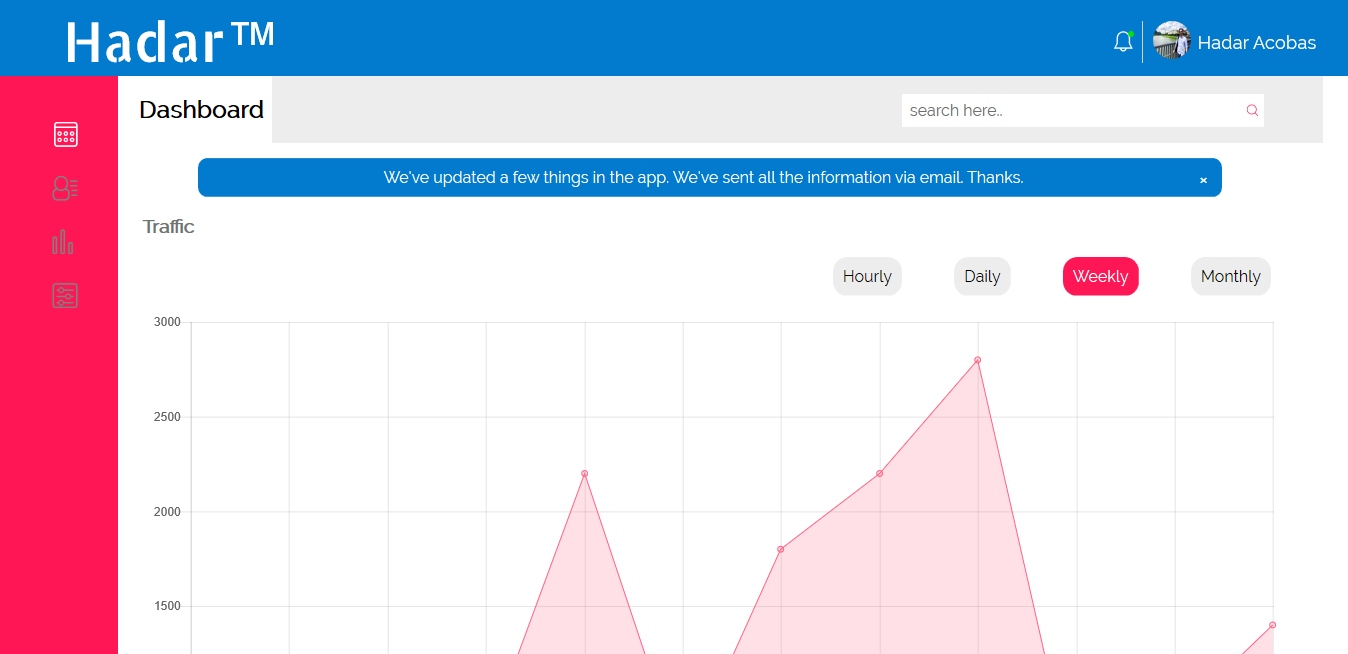 Hadar™
Hadar Acobas
Dashboard
search here..
We've updated a few things in the app. We've sent all the information via email. Thanks.
×
Traffic
Hourly
Daily
Weekly
Monthly
3000
2500
2000
1500